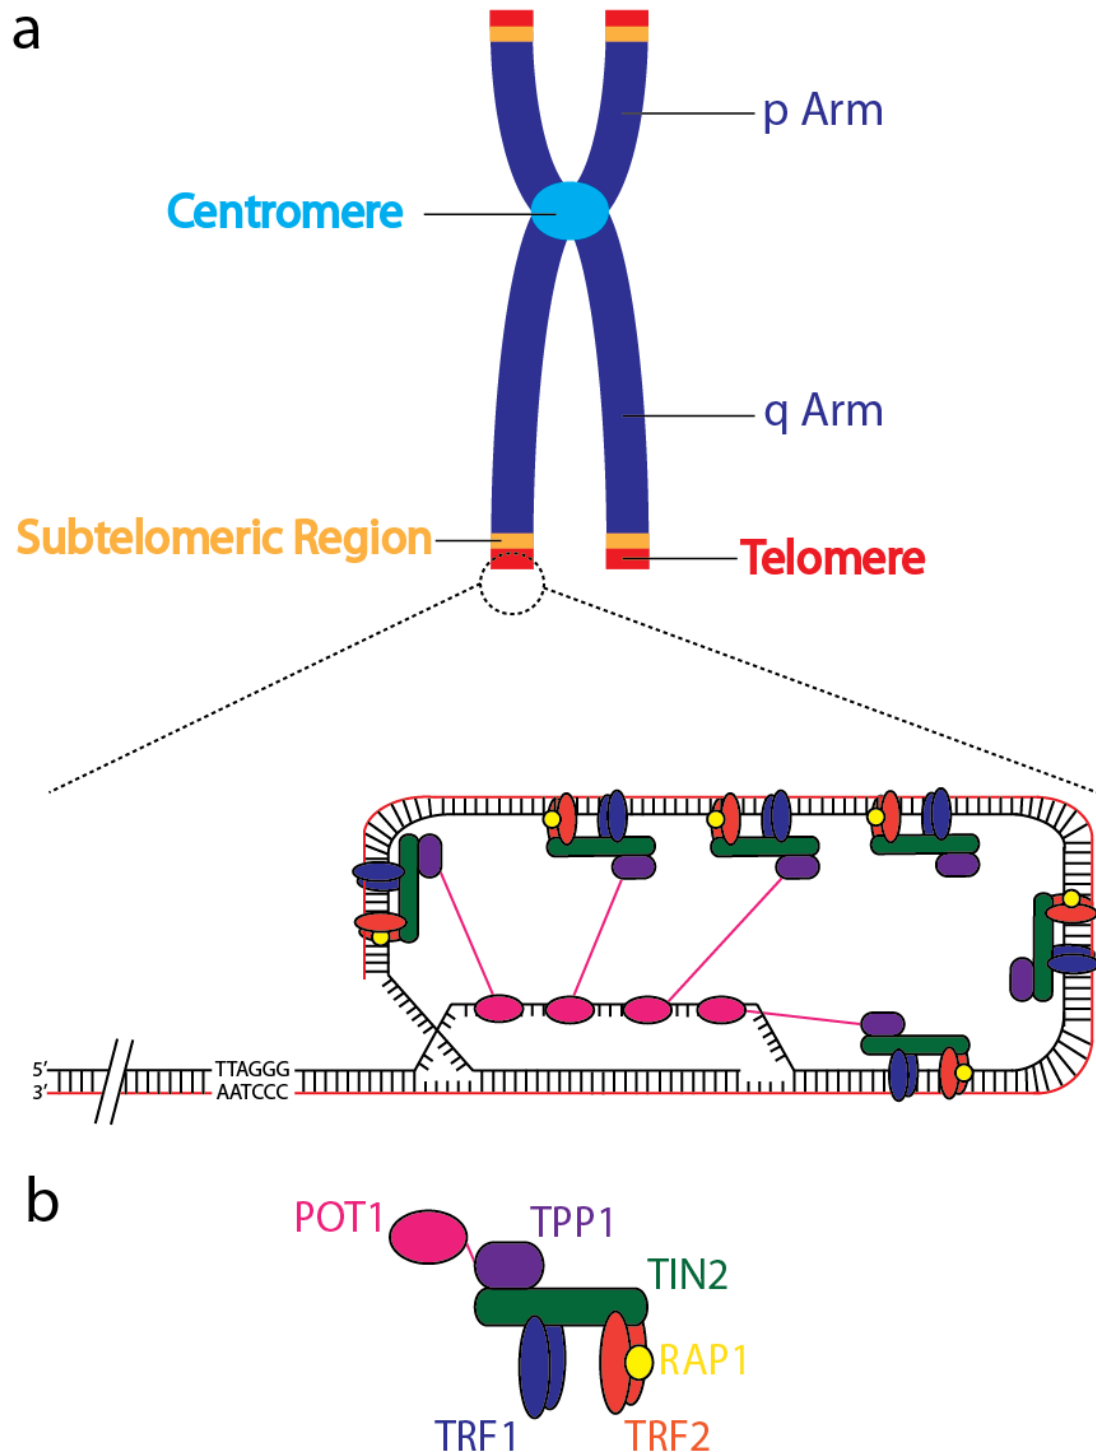 a
p Arm
Centromere
q Arm
Subtelomeric Region
Telomere
5′ TTAGGG
3′ AATCCC
b
POT1
TPP1
TIN2
RAP1
TRF1
TRF2